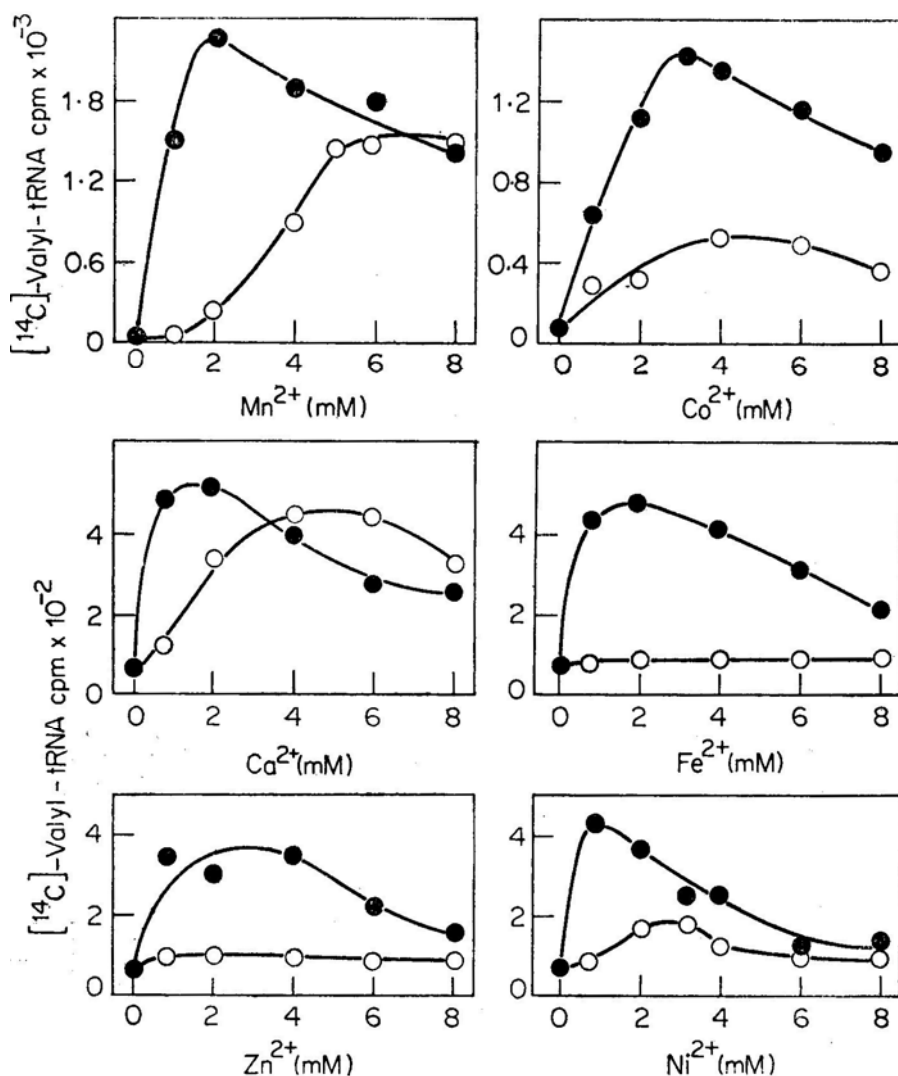 [¹⁴C]-Valyl-tRNA cpm x 10⁻³
1·8
1·2
0·6
0
0 2 4 6 8
Mn²⁺(mM)
1·2
0.8
0·4
0
0 2 4 6 8
Co²⁺(mM)
[¹⁴C]-Valyl-tRNA cpm x 10⁻²
4
2
0
0 2 4 6 8
Ca²⁺(mM)
4
2
0
0 2 4 6 8
Fe²⁺(mM)
4
2
0
0 2 4 6 8
Zn²⁺(mM)
4
2
0
0 2 4 6 8
Ni²⁺(mM)